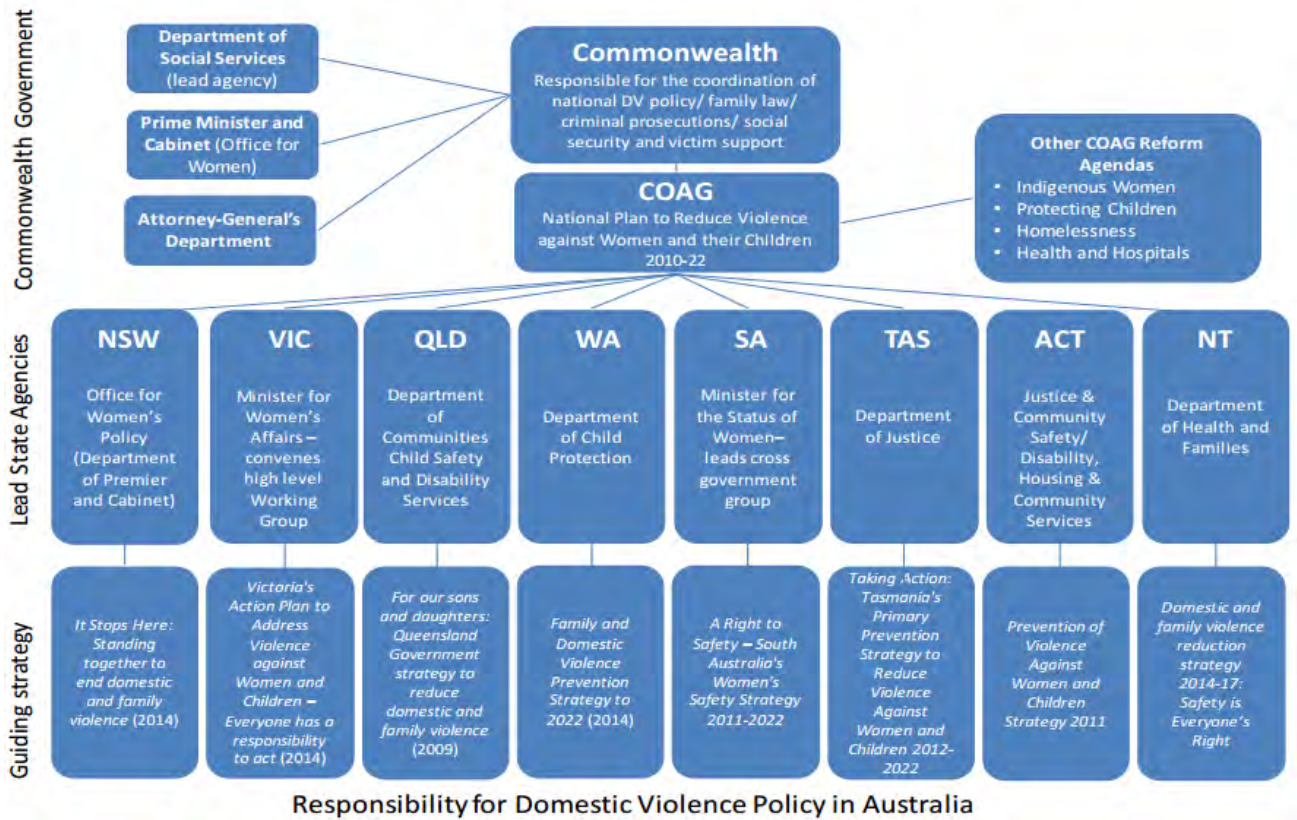 Commonwealth Government
Department of
Social Services
(lead agency)
Prime Minister and
Cabinet (Office for
Women)
Attorney-General's
Department
Commonwealth
Responsible for the coordination of
national DV policy/ family law/
criminal prosecutions/ social
security and victim support
COAG
National Plan to Reduce Violence
against Women and their Children
2010-22
Other COAG Reform
Agendas
▪ Indigenous Women
▪ Protecting Children
▪ Homelessness
▪ Health and Hospitals
Lead State Agencies
NSW
Office for
Women's
Policy
(Department
of Premier
and Cabinet)
VIC
Minister for
Women's
Affairs –
convenes
high level
Working
Group
QLD
Department
of
Communities
Child Safety
and Disability
Services
WA
Department
of Child
Protection
SA
Minister for
the Status of
Women–
leads cross
government
group
TAS
Department
of Justice
ACT
Justice &
Community
Safety/
Disability,
Housing &
Community
Services
NT
Department
of Health and
Families
Guiding strategy
It Stops Here:
Standing
together to
end domestic
and family
violence (2014)
Victoria's
Action Plan to
Address
Violence
against
Women and
Children –
Everyone has a
responsibility
to act (2014)
For our sons
and daughters:
Queensland
Government
strategy to
reduce
domestic and
family violence
(2009)
Family and
Domestic
Violence
Prevention
Strategy to
2022 (2014)
A Right to
Safety – South
Australia's
Women's
Safety Strategy
2011-2022
Taking Action:
Tasmania's
Primary
Prevention
Strategy to
Reduce
Violence
Against
Women and
Children 2012-
2022
Prevention of
Violence
Against
Women and
Children
Strategy 2011
Domestic and
family violence
reduction
strategy
2014-17:
Safety is
Everyone's
Right
Responsibility for Domestic Violence Policy in Australia